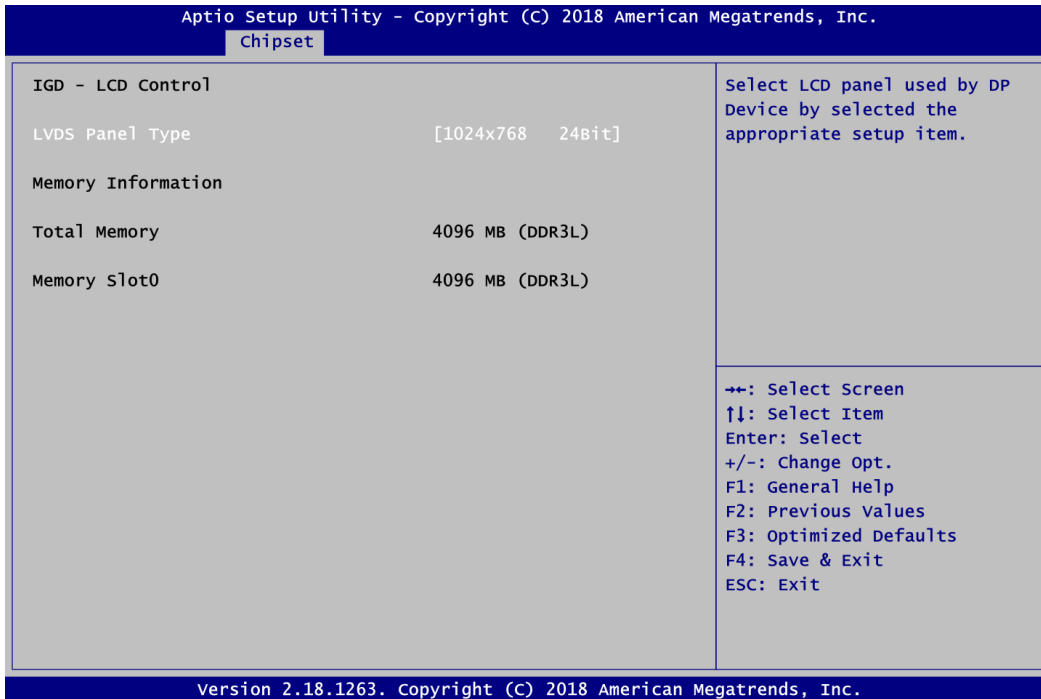 Aptio Setup Utility - Copyright (C) 2018 American Megatrends, Inc.
Chipset
IGD - LCD Control
LVDS Panel Type [1024x768 24Bit]
Memory Information
Total Memory 4096 MB (DDR3L)
Memory Slot0 4096 MB (DDR3L)
Select LCD panel used by DP
Device by selected the
appropriate setup item.
→←: Select Screen
↑↓: Select Item
Enter: Select
+/-: Change Opt.
F1: General Help
F2: Previous Values
F3: Optimized Defaults
F4: Save & Exit
ESC: Exit
Version 2.18.1263. Copyright (C) 2018 American Megatrends, Inc.